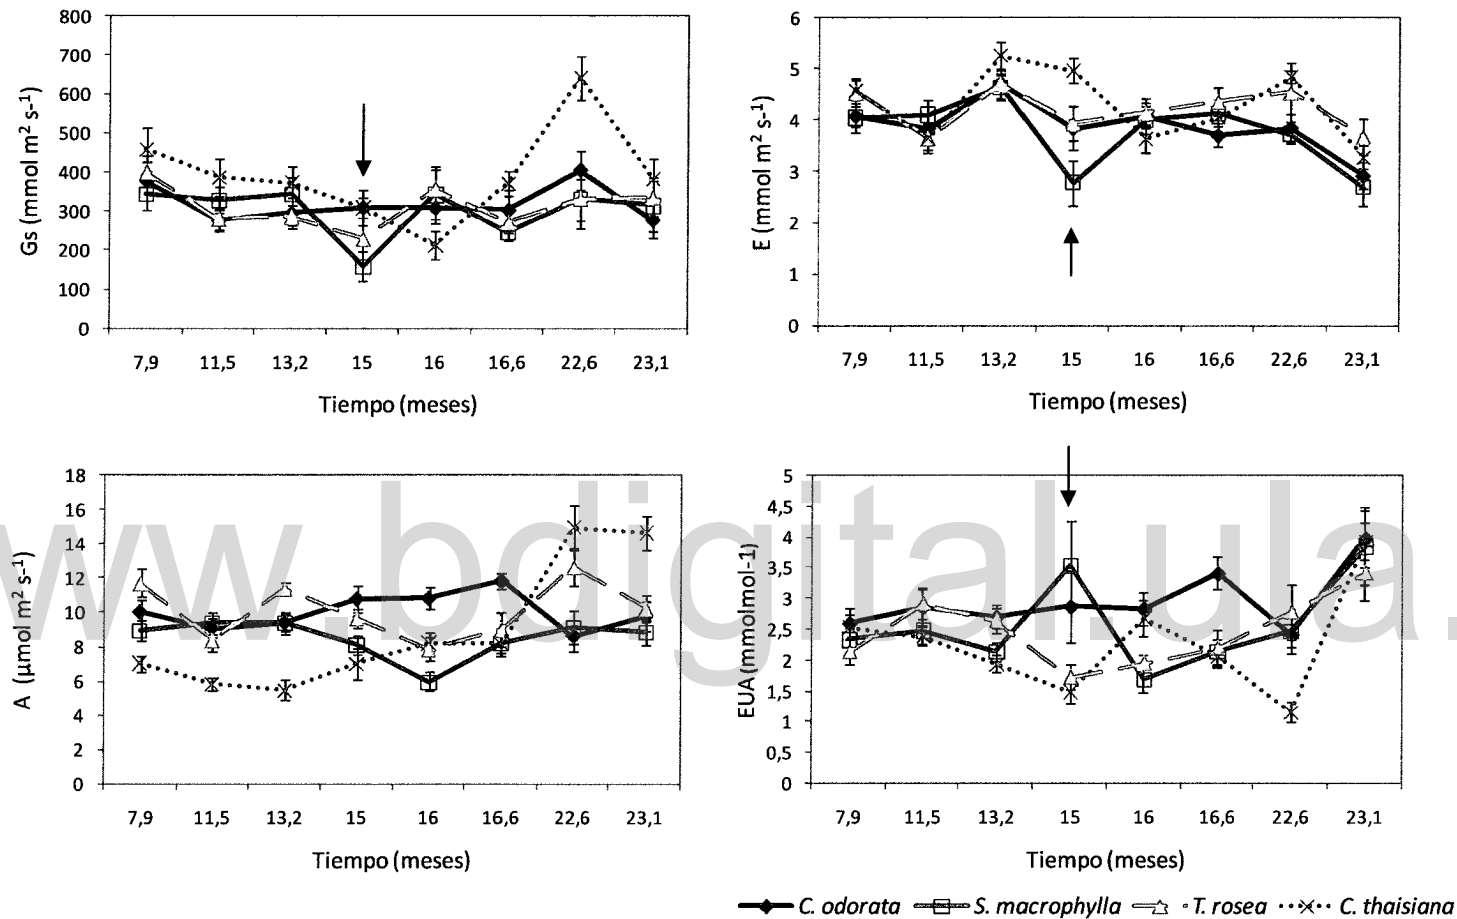 800
700
600
500
400
300
200
100
0
Gs (mmol m² s⁻¹)
7,9 11,5 13,2 15 16 16,6 22,6 23,1
Tiempo (meses)
6
5
4
3
2
1
0
E (mmol m² s⁻¹)
7,9 11,5 13,2 15 16 16,6 22,6 23,1
Tiempo (meses)
18
16
14
12
10
8
6
4
2
0
A (µmol m² s⁻¹)
7,9 11,5 13,2 15 16 16,6 22,6 23,1
Tiempo (meses)
5
4,5
4
3,5
3
2,5
2
1,5
1
0,5
0
EUA (mmolmol-1)
7,9 11,5 13,2 15 16 16,6 22,6 23,1
Tiempo (meses)
C. odorata S. macrophylla T. rosea C. thaisiana
ww.bdigital.ula.